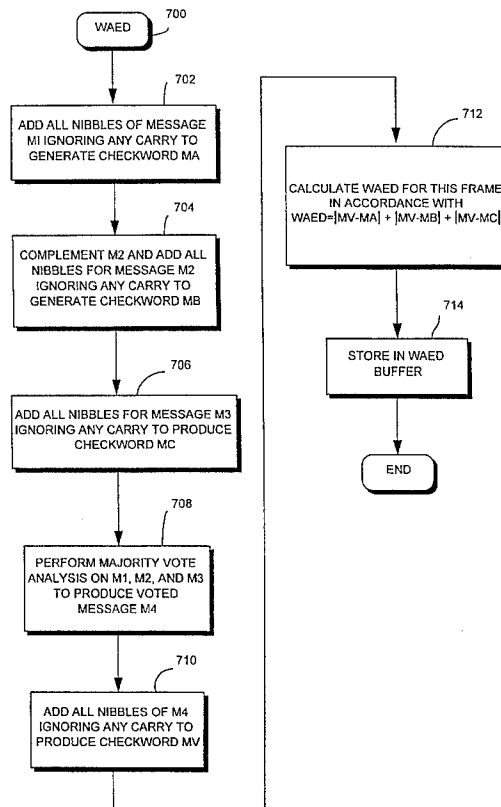 WAED
700
702
ADD ALL NIBBLES OF MESSAGE
MI IGNORING ANY CARRY TO
GENERATE CHECKWORD MA
704
COMPLEMENT M2 AND ADD ALL
NIBBLES FOR MESSAGE M2
IGNORING ANY CARRY TO
GENERATE CHECKWORD MB
706
ADD ALL NIBBLES FOR MESSAGE M3
IGNORING ANY CARRY TO PRODUCE
CHECKWORD MC
708
PERFORM MAJORITY VOTE
ANALYSIS ON M1, M2, AND M3
TO PRODUCE VOTED
MESSAGE M4
710
ADD ALL NIBBLES OF M4
IGNORING ANY CARRY TO
PRODUCE CHECKWORD MV
712
CALCULATE WAED FOR THIS FRAME
IN ACCORDANCE WITH
WAED=|MV-MA| + |MV-MB| + |MV-MC|
714
STORE IN WAED
BUFFER
END